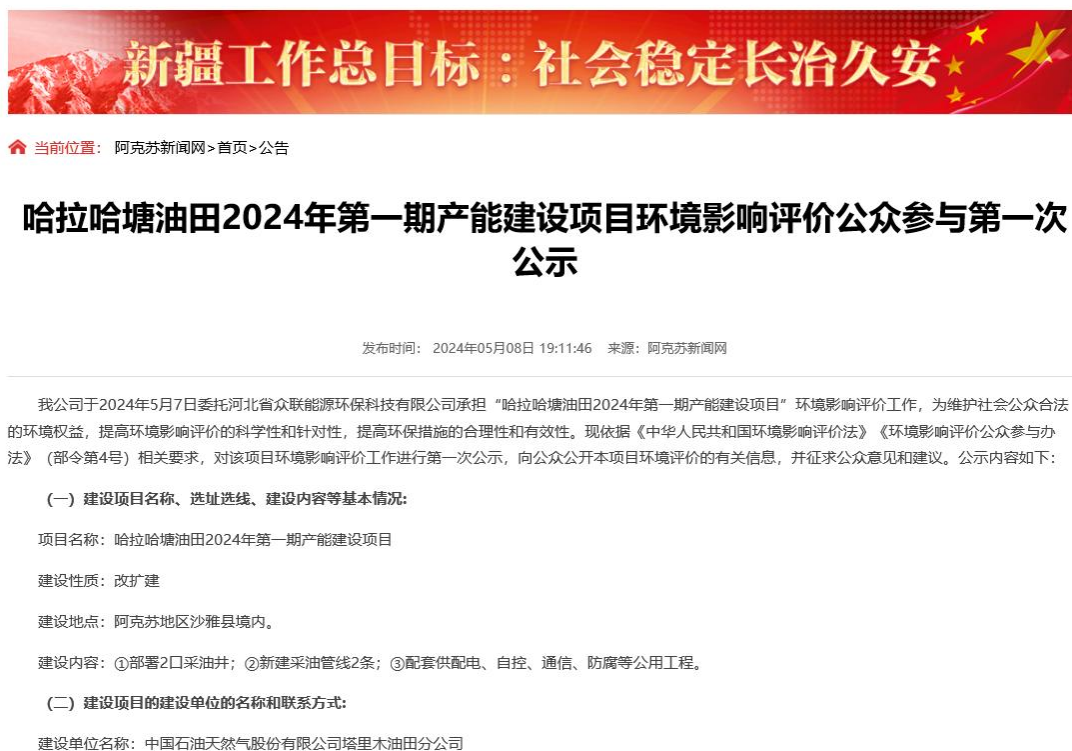 新疆工作总目标：社会稳定长治久安
当前位置： 阿克苏新闻网>首页>公告
哈拉哈塘油田2024年第一期产能建设项目环境影响评价公众参与第一次
公示
发布时间： 2024年05月08日 19:11:46 来源：阿克苏新闻网
我公司于2024年5月7日委托河北省众联能源环保科技有限公司承担“哈拉哈塘油田2024年第一期产能建设项目”环境影响评价工作，为维护社会公众合法
的环境权益，提高环境影响评价的科学性和针对性，提高环保措施的合理性和有效性。现依据《中华人民共和国环境影响评价法》《环境影响评价公众参与办
法》（部令第4号）相关要求，对该项目环境影响评价工作进行第一次公示，向公众公开本项目环境评价的有关信息，并征求公众意见和建议。公示内容如下：
（一）建设项目名称、选址选线、建设内容等基本情况:
项目名称：哈拉哈塘油田2024年第一期产能建设项目
建设性质：改扩建
建设地点：阿克苏地区沙雅县境内。
建设内容：①部署2口采油井；②新建采油管线2条；③配套供配电、自控、通信、防腐等公用工程。
（二）建设项目的建设单位的名称和联系方式:
建设单位名称：中国石油天然气股份有限公司塔里木油田分公司